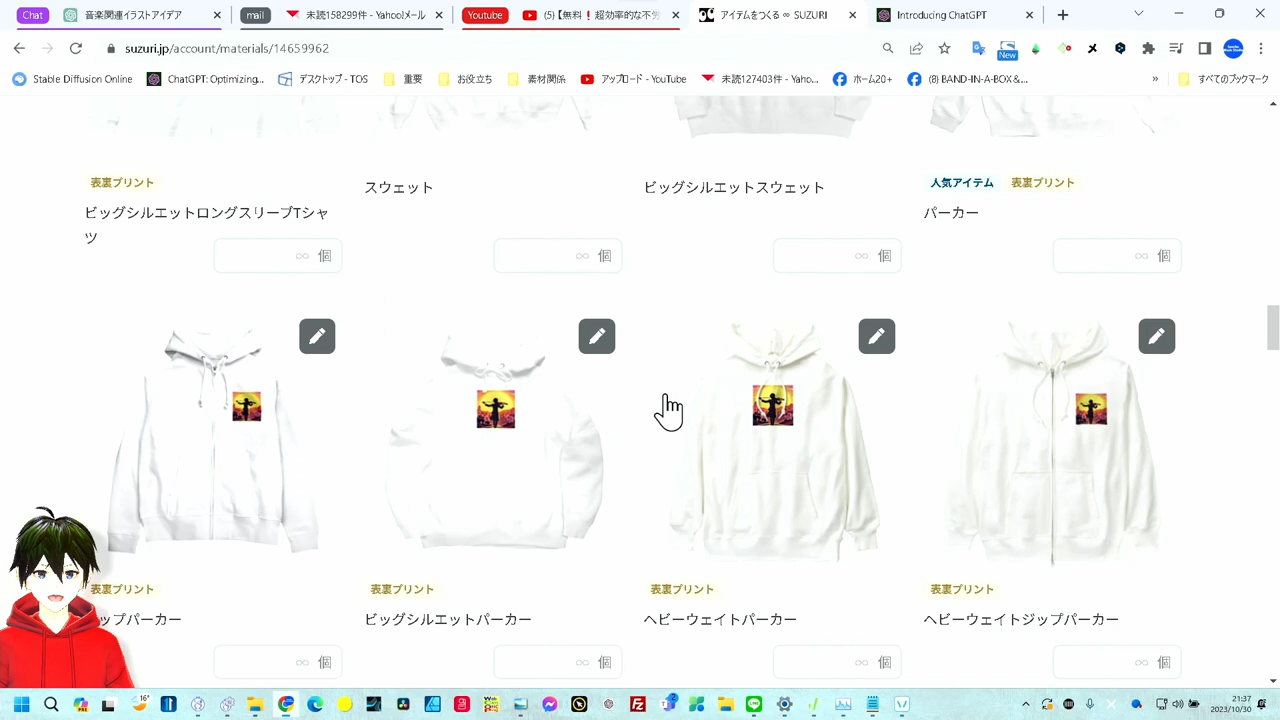 Chat
音楽関連イラストアイデア
mail
未読158299件 - Yahoo!メール
Youtube
(5)【無料❗超効率的な不労
アイテムをつくる ∞ SUZURI
Introducing ChatGPT
suzuri.jp/account/materials/
New
Stable Diffusion Online
ChatGPT: Optimizing...
デスクトップ - TOS
重要
お役立ち
素材関係
アップロード - YouTube
未読127403件 - Yaho...
ホーム20+
(8) BAND-IN-A-BOX &...
»
すべてのブックマーク
表裏プリント
ビッグシルエットロングスリーブTシャ
ツ
∞ 個
スウェット
∞ 個
ビッグシルエットスウェット
∞ 個
人気アイテム 表裏プリント
パーカー
∞ 個
表裏プリント
ップパーカー
∞ 個
表裏プリント
ビッグシルエットパーカー
∞ 個
表裏プリント
ヘビーウェイトパーカー
∞ 個
表裏プリント
ヘビーウェイトジップパーカー
∞ 個
16°
21:37
2023/10/30